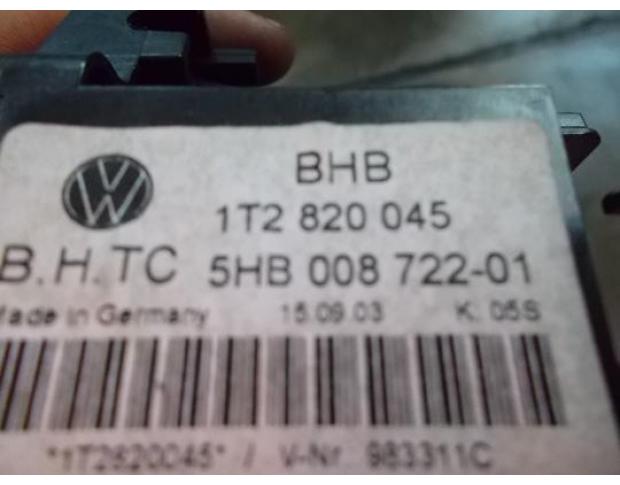 BHB
1T2 820 045
B.H.TC 5HB 008 722-01
Made in Germany 15.09.03 K. 05S
*1T2820045* / V-Nr 983311C